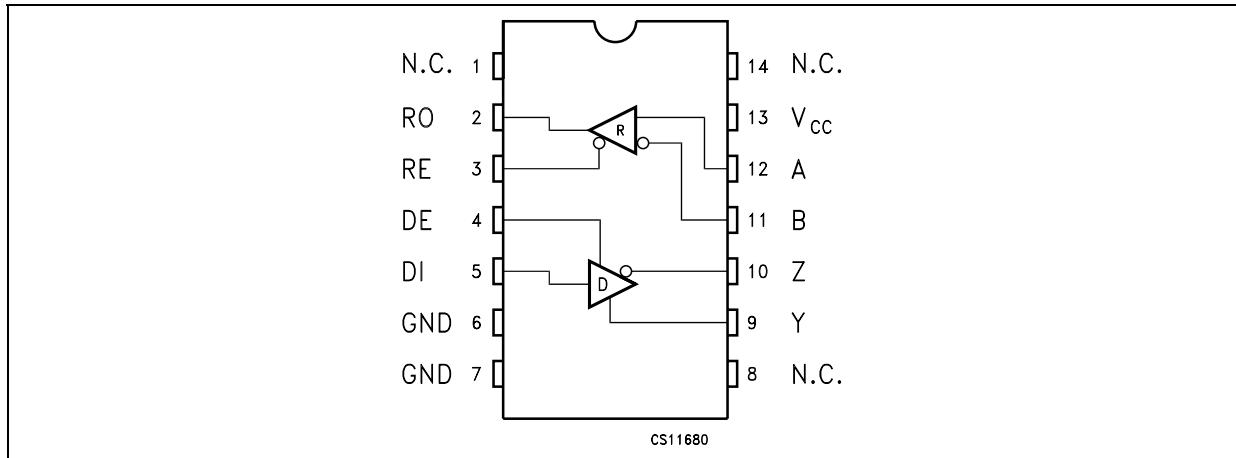 N.C. 1 14 N.C.
RO 2 R 13 VCC
RE 3 12 A
DE 4 11 B
DI 5 D 10 Z
GND 6 9 Y
GND 7 8 N.C.
CS11680